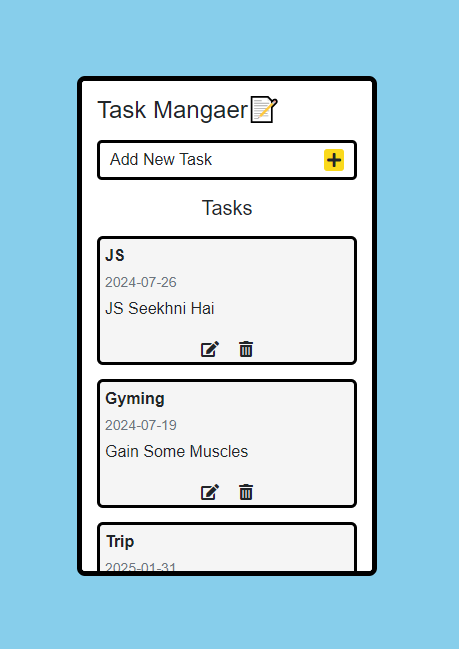 Task Mangaer📝
Add New Task
Tasks
JS
2024-07-26
JS Seekhni Hai
Gyming
2024-07-19
Gain Some Muscles
Trip
2025-01-31